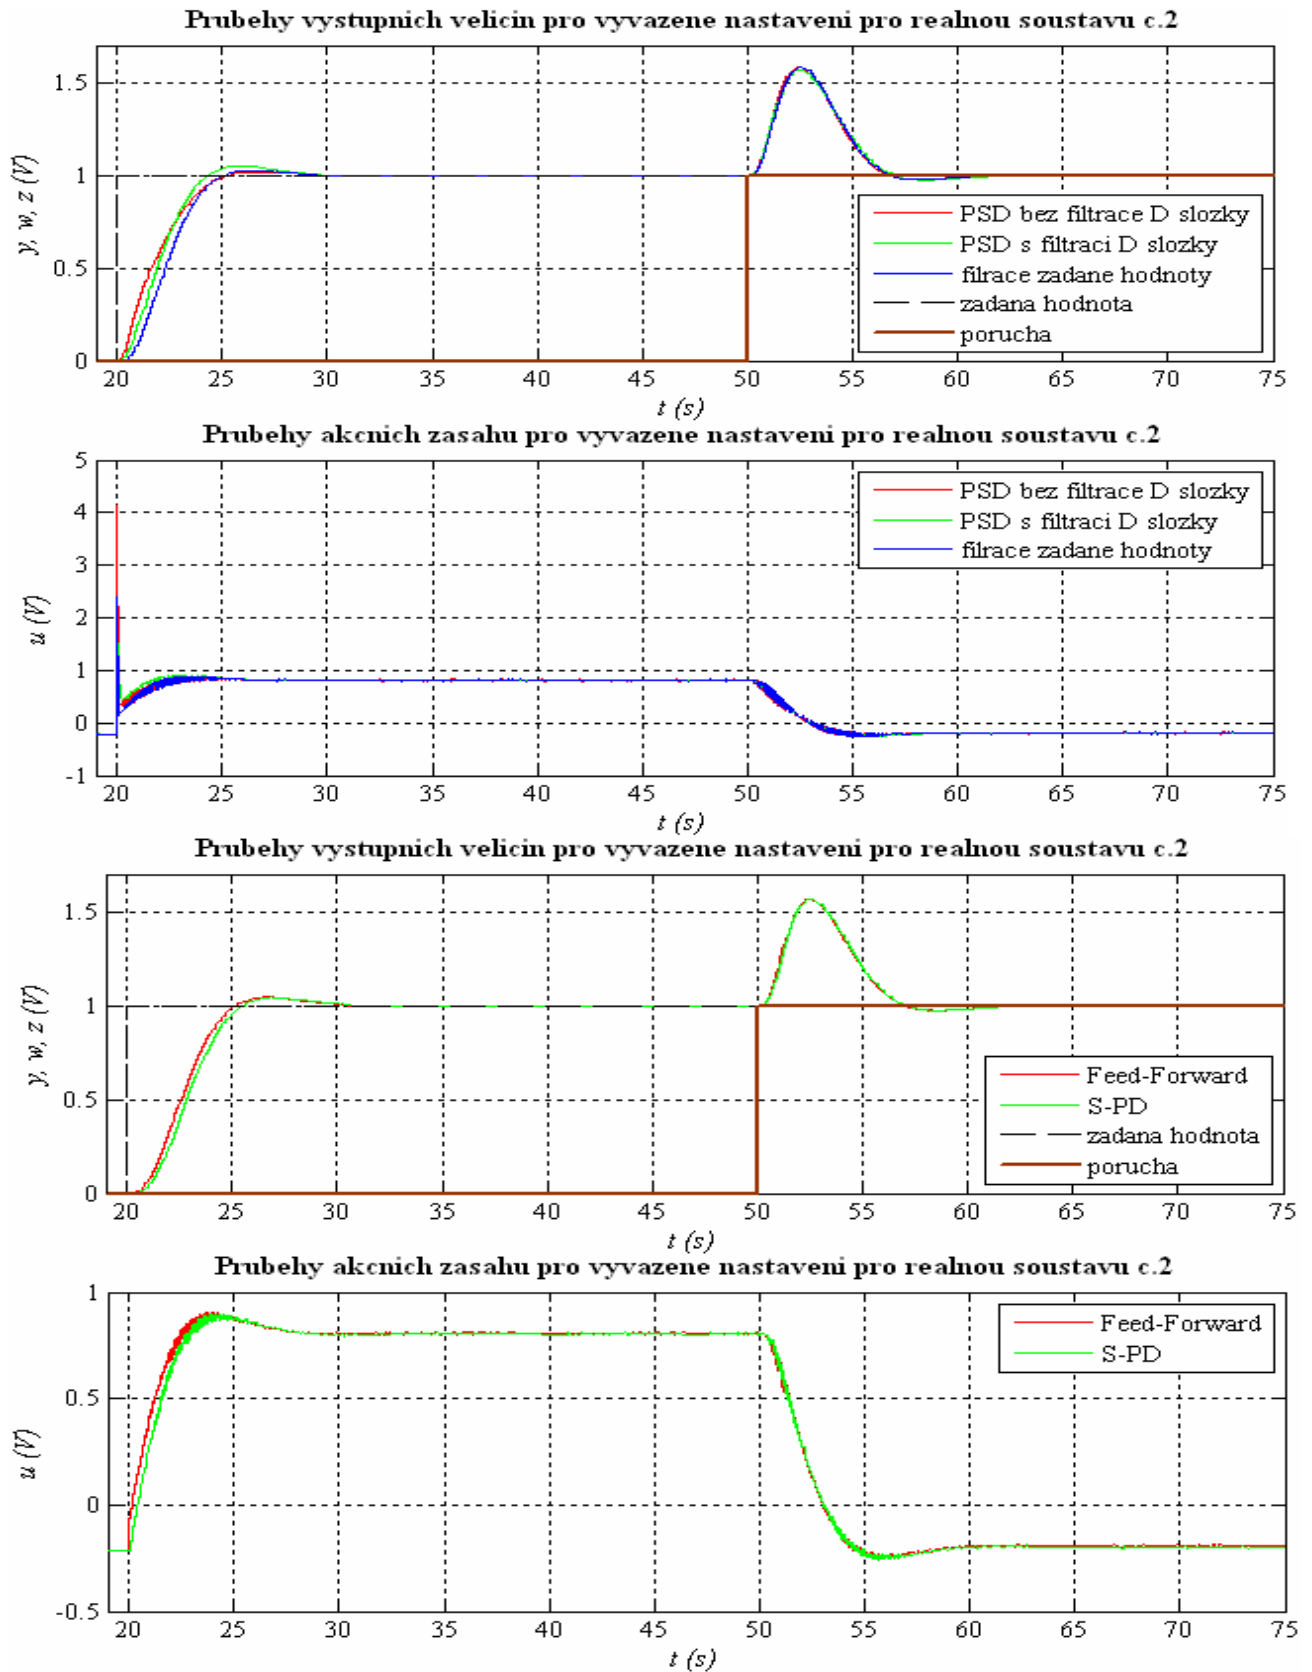 Prubehy vystupnich velicin pro vyvazene nastaveni pro realnou soustavu c.2
1.5
1
0.5
0
y, w, z (V)
PSD bez filtrace D slozky
PSD s filtraci D slozky
filrace zadane hodnoty
zadana hodnota
porucha
20 25 30 35 40 45 50 55 60 65 70 75
t (s)
Prubehy akcnich zasahu pro vyvazene nastaveni pro realnou soustavu c.2
5
4
3
2
1
0
-1
u (V)
PSD bez filtrace D slozky
PSD s filtraci D slozky
filrace zadane hodnoty
20 25 30 35 40 45 50 55 60 65 70 75
t (s)
Prubehy vystupnich velicin pro vyvazene nastaveni pro realnou soustavu c.2
1.5
1
0.5
0
y, w, z (V)
Feed-Forward
S-PD
zadana hodnota
porucha
20 25 30 35 40 45 50 55 60 65 70 75
t (s)
Prubehy akcnich zasahu pro vyvazene nastaveni pro realnou soustavu c.2
1
0.5
0
-0.5
u (V)
Feed-Forward
S-PD
20 25 30 35 40 45 50 55 60 65 70 75
t (s)